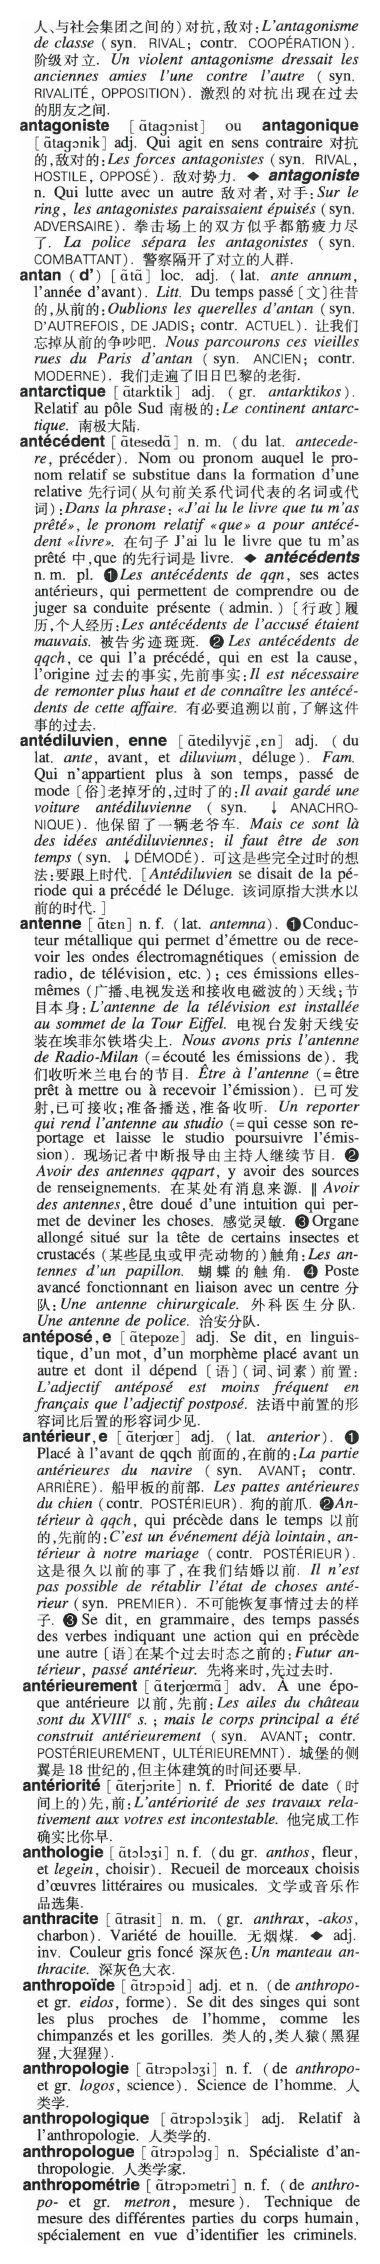 人、与社会集团之间的) 对抗,敌对: L'antagonisme
de classe ( syn. RIVAL; contr. COOPÉRATION ) .
阶级对立. Un violent antagonisme dressait les
anciennes amies l'une contre l'autre ( syn.
RIVALITÉ, OPPOSITION) . 激烈的对抗出现在过去
的朋友之间.
antagoniste [ ɑ̃tagɔnist] ou antagonique
[ ɑ̃tagɔnik] adj. Qui agit en sens contraire 对抗
的,敌对的: Les forces antagonistes ( syn. RIVAL,
HOSTILE, OPPOSÉ) . 敌对势力. ◆ antagoniste
n. Qui lutte avec un autre 敌对者,对手: Sur le
ring, les antagonistes paraissaient épuisés ( syn.
ADVERSAIRE) . 拳击场上的双方似乎都筋疲力尽
了. La police sépara les antagonistes ( syn.
COMBATTANT) . 警察隔开了对立的人群.
antan ( d') [ ɑ̃tɑ̃] loc. adj. ( lat. ante annum,
l'année d'avant) . Litt. Du temps passé [文]往昔
的,从前的: Oublions les querelles d'antan ( syn.
D'AUTREFOIS, DE JADIS; contr. ACTUEL) . 让我们
忘掉从前的争吵吧. Nous parcourons ces vieilles
rues du Paris d'antan ( syn. ANCIEN; contr.
MODERNE) . 我们走遍了旧日巴黎的老街.
antarctique [ ɑ̃tarktik] adj. ( gr. antarktikos) .
Relatif au pôle Sud 南极的: Le continent antarc-
tique. 南极大陆.
antécédent [ ɑ̃tesedɑ̃] n. m. ( du lat. antecede-
re, précéder) . Nom ou pronom auquel le pro-
nom relatif se substitue dans la formation d'une
relative 先行词(从句前关系代词代表的名词或代
词) : Dans la phrase: «J'ai lu le livre que tu m'as
prêté», le pronom relatif «que» a pour antécé-
dent «livre». 在句子 J'ai lu le livre que tu m'as
prêté 中,que 的先行词是 livre. ◆ antécédents
n. m. pl. ❶ Les antécédents de qqn, ses actes
antérieurs, qui permettent de comprendre ou de
juger sa conduite présente ( admin. ) [行政] 履
历,个人经历: Les antécédents de l'accusé étaient
mauvais. 被告劣迹斑斑. ❷ Les antécédents de
qqch, ce qui l'a précédé, qui en est la cause,
l'origine 过去的事实,先前事实: Il est nécessaire
de remonter plus haut et de connaître les antécé-
dents de cette affaire. 有必要追溯以前,了解这件
事的过去.
antédiluvien, enne [ ɑ̃tedilyvjɛ̃ ,ɛn] adj. ( du
lat. ante, avant, et diluvium, déluge) . Fam.
Qui n'appartient plus à son temps, passé de
mode [俗]老掉牙的,过时了的: Il avait gardé une
voiture antédiluvienne ( syn. ↓ ANACHRO-
NIQUE) . 他保留了一辆老爷车. Mais ce sont là
des idées antédiluviennes: il faut être de son
temps ( syn. ↓ DÉMODÉ) . 可这是些完全过时的想
法:要跟上时代. [ Antédiluvien se disait de la pé-
riode qui a précédé le Déluge. 该词原指大洪水以
前的时代. ]
antenne [ ɑ̃tɛn] n. f. ( lat. antemna) . ❶ Conduc-
teur métallique qui permet d'émettre ou de rece-
voir les ondes électromagnétiques (emission de
radio, de télévision, etc. ) ; ces émissions elles-
mêmes (广播、电视发送和接收电磁波的)天线;节
目本身: L'antenne de la télévision est installée
au sommet de la Tour Eiffel. 电视台发射天线安
装在埃菲尔铁塔尖上. Nous avons pris l'antenne
de Radio-Milan (= écouté les émissions de) . 我
们收听米兰电台的节目. Être à l'antenne (= être
prêt à mettre ou à recevoir l'émission) . 已可发
射,已可接收;准备播送,准备收听. Un reporter
qui rend l'antenne au studio (= qui cesse son re-
portage et laisse le studio poursuivre l'émis-
sion) . 现场记者中断报导由主持人继续节目. ❷
Avoir des antennes qqpart, y avoir des sources
de renseignements. 在某处有消息来源. ‖ Avoir
des antennes, être doué d'une intuition qui per-
met de deviner les choses. 感觉灵敏. ❸ Organe
allongé situé sur la tête de certains insectes et
crustacés (某些昆虫或甲壳动物的) 触角: Les an-
tennes d'un papillon. 蝴蝶的触角. ❹ Poste
avancé fonctionnant en liaison avec un centre 分
队: Une antenne chirurgicale. 外科医生分队.
Une antenne de police. 治安分队.
antéposé, e [ ɑ̃tepoze] adj. Se dit, en linguis-
tique, d'un mot, d'un morphème placé avant un
autre et dont il dépend [语] (词、词素) 前置:
L'adjectif antéposé est moins fréquent en
français que l'adjectif postposé. 法语中前置的形
容词比后置的形容词少见.
antérieur, e [ ɑ̃terjœr] adj. ( lat. anterior) . ❶
Placé à l'avant de qqch 前面的,在前的: La partie
antérieures du navire ( syn. AVANT; contr.
ARRIÈRE) . 船甲板的前部. Les pattes antérieures
du chien (contr. POSTÉRIEUR) . 狗的前爪. ❷ An-
térieur à qqch, qui précède dans le temps 以前
的,先前的: C'est un événement déjà lointain, an-
térieur à notre mariage ( contr. POSTÉRIEUR) .
这是很久以前的事了,在我们结婚以前. Il n'est
pas possible de rétablir l'état de choses anté-
rieur ( syn. PREMIER) . 不可能恢复事情过去的样
子. ❸ Se dit, en grammaire, des temps passés
des verbes indiquant une action qui en précède
une autre [语]在某个过去时态之前的: Futur an-
térieur, passé antérieur. 先将来时,先过去时.
antérieurement [ ɑ̃terjœrmɑ̃] adv. À une épo-
que antérieure 以前,先前: Les ailes du château
sont du XVIIIᵉ s. ; mais le corps principal a été
construit antérieurement ( syn. AVANT; contr.
POSTÉRIEUREMENT, ULTÉRIEUREMNT) . 城堡的侧
翼是 18 世纪的,但主体建筑的时间还要早.
antériorité [ ɑ̃terjɔrite] n. f. Priorité de date (时
间上的)先,前: L'antériorité de ses travaux rela-
tivement aux votres est incontestable. 他完成工作
确实比你早.
anthologie [ ɑ̃tɔlɔʒi] n. f. (du gr. anthos, fleur,
et legein, choisir) . Recueil de morceaux choisis
d'œuvres littéraires ou musicales. 文学或音乐作
品选集.
anthracite [ ɑ̃trasit] n. m. ( gr. anthrax, -akos,
charbon) . Variété de houille. 无烟煤. ◆ adj.
inv. Couleur gris foncé 深灰色: Un manteau an-
thracite. 深灰色大衣.
anthropoïde [ ɑ̃trɔpɔid] adj. et n. ( de anthropo-
et gr. eidos, forme) . Se dit des singes qui sont
les plus proches de l'homme, comme les
chimpanzés et les gorilles. 类人的,类人猿(黑猩
猩,大猩猩) .
anthropologie [ ɑ̃trɔpɔlɔʒi] n. f. ( de anthropo-
et gr. logos, science) . Science de l'homme. 人
类学.
anthropologique [ ɑ̃trɔpɔlɔʒik] adj. Relatif à
l'anthropologie. 人类学的.
anthropologue [ ɑ̃trɔpɔlɔg] n. Spécialiste d'an-
thropologie. 人类学家.
anthropométrie [ ɑ̃trɔpɔmetri] n. f. ( de anthro-
po- et gr. metron, mesure) . Technique de
mesure des différentes parties du corps humain,
spécialement en vue d'identifier les criminels.